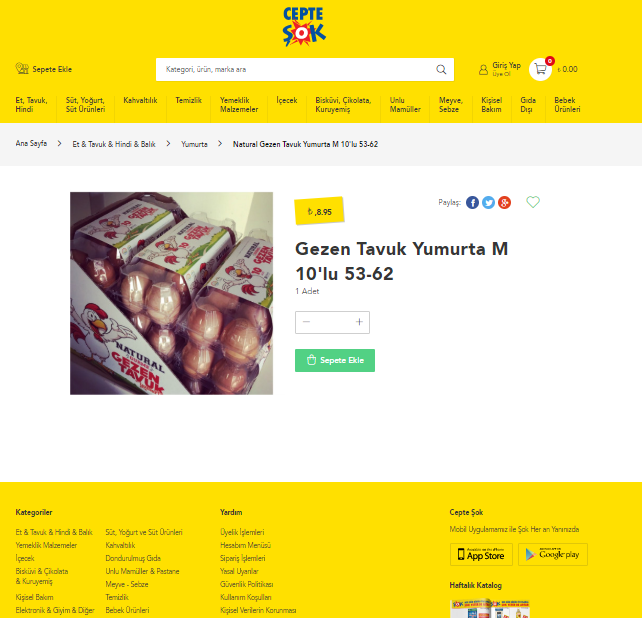 CEPTE
ŞOK
Sepete Ekle
Kategori, ürün, marka ara
Giriş Yap
Üye Ol
0
₺ 0.00
Et, Tavuk,
Hindi
Süt, Yoğurt,
Süt Ürünleri
Kahvaltılık
Temizlik
Yemeklik
Malzemeler
İçecek
Bisküvi, Çikolata,
Kuruyemiş
Unlu
Mamüller
Meyve,
Sebze
Kişisel
Bakım
Gıda
Dışı
Bebek
Ürünleri
Ana Sayfa > Et & Tavuk & Hindi & Balık > Yumurta > Natural Gezen Tavuk Yumurta M 10'lu 53-62
NATURAL
GEZEN
TAVUK
₺ ,8.95
Paylaş:
Gezen Tavuk Yumurta M
10'lu 53-62
1 Adet
− +
Sepete Ekle
Kategoriler
Et & Tavuk & Hindi & Balık
Yemeklik Malzemeler
İçecek
Bisküvi & Çikolata
& Kuruyemiş
Kişisel Bakım
Elektronik & Giyim & Diğer
Süt, Yoğurt ve Süt Ürünleri
Kahvaltılık
Dondurulmuş Gıda
Unlu Mamuller & Pastane
Meyve - Sebze
Temizlik
Bebek Ürünleri
Yardım
Üyelik İşlemleri
Hesabım Menüsü
Sipariş İşlemleri
Yasal Uyarılar
Güvenlik Politikası
Kullanım Koşulları
Kişisel Verilerin Korunması
Cepte Şok
Mobil Uygulamamız ile Şok Her an Yanınızda
App Store
Google play
Haftalık Katalog
ŞOK